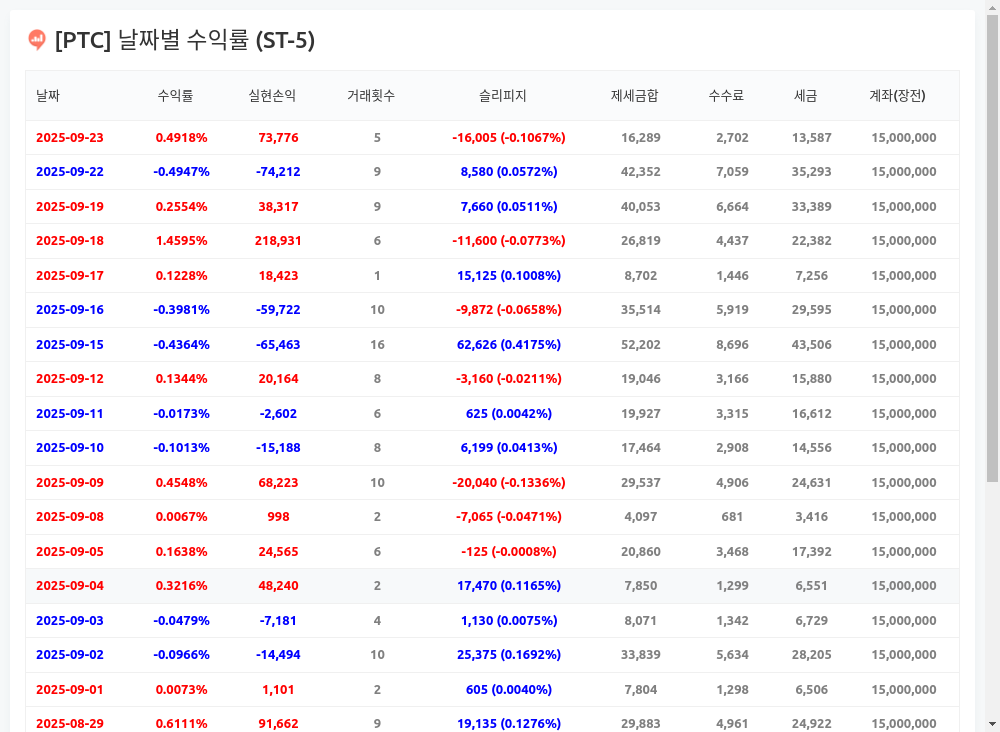 [PTC] 날짜별 수익률 (ST-5)
날짜 수익률 실현손익 거래횟수 슬리피지 제세금합 수수료 세금 계좌(장전)
2025-09-23 0.4918% 73,776 5 -16,005 (-0.1067%) 16,289 2,702 13,587 15,000,000
2025-09-22 -0.4947% -74,212 9 8,580 (0.0572%) 42,352 7,059 35,293 15,000,000
2025-09-19 0.2554% 38,317 9 7,660 (0.0511%) 40,053 6,664 33,389 15,000,000
2025-09-18 1.4595% 218,931 6 -11,600 (-0.0773%) 26,819 4,437 22,382 15,000,000
2025-09-17 0.1228% 18,423 1 15,125 (0.1008%) 8,702 1,446 7,256 15,000,000
2025-09-16 -0.3981% -59,722 10 -9,872 (-0.0658%) 35,514 5,919 29,595 15,000,000
2025-09-15 -0.4364% -65,463 16 62,626 (0.4175%) 52,202 8,696 43,506 15,000,000
2025-09-12 0.1344% 20,164 8 -3,160 (-0.0211%) 19,046 3,166 15,880 15,000,000
2025-09-11 -0.0173% -2,602 6 625 (0.0042%) 19,927 3,315 16,612 15,000,000
2025-09-10 -0.1013% -15,188 8 6,199 (0.0413%) 17,464 2,908 14,556 15,000,000
2025-09-09 0.4548% 68,223 10 -20,040 (-0.1336%) 29,537 4,906 24,631 15,000,000
2025-09-08 0.0067% 998 2 -7,065 (-0.0471%) 4,097 681 3,416 15,000,000
2025-09-05 0.1638% 24,565 6 -125 (-0.0008%) 20,860 3,468 17,392 15,000,000
2025-09-04 0.3216% 48,240 2 17,470 (0.1165%) 7,850 1,299 6,551 15,000,000
2025-09-03 -0.0479% -7,181 4 1,130 (0.0075%) 8,071 1,342 6,729 15,000,000
2025-09-02 -0.0966% -14,494 10 25,375 (0.1692%) 33,839 5,634 28,205 15,000,000
2025-09-01 0.0073% 1,101 2 605 (0.0040%) 7,804 1,298 6,506 15,000,000
2025-08-29 0.6111% 91,662 9 19,135 (0.1276%) 29,883 4,961 24,922 15,000,000